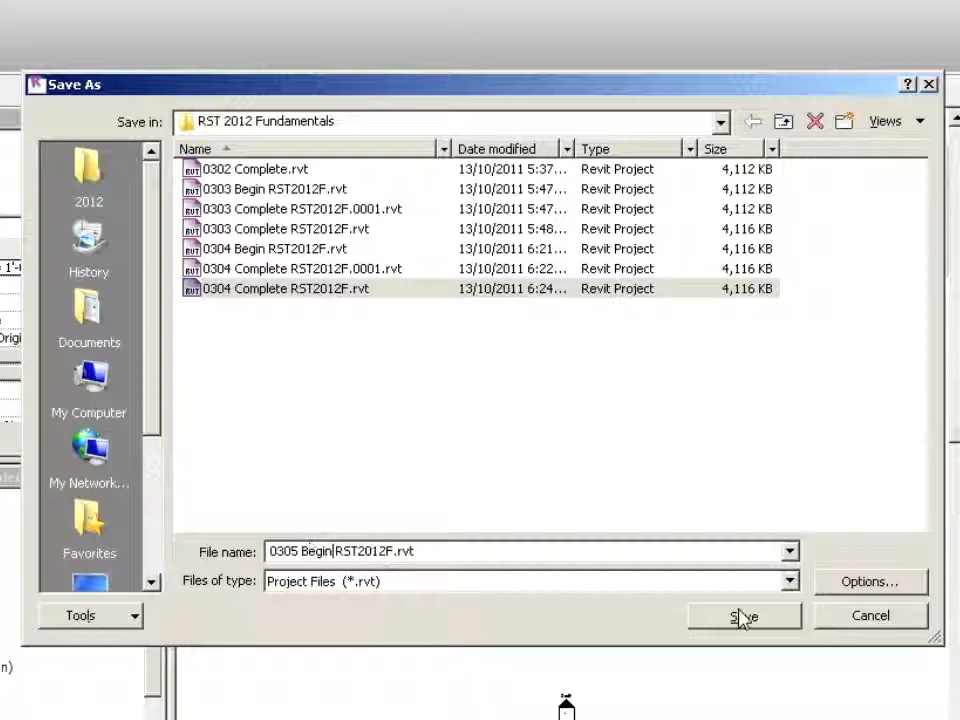 Save As
Save in: RST 2012 Fundamentals Views
Name Date modified Type Size
0302 Complete.rvt 13/10/2011 5:37... Revit Project 4,112 KB
0303 Begin RST2012F.rvt 13/10/2011 5:47... Revit Project 4,112 KB
0303 Complete RST2012F.0001.rvt 13/10/2011 5:47... Revit Project 4,112 KB
0303 Complete RST2012F.rvt 13/10/2011 5:48... Revit Project 4,116 KB
0304 Begin RST2012F.rvt 13/10/2011 6:21... Revit Project 4,116 KB
0304 Complete RST2012F.0001.rvt 13/10/2011 6:22... Revit Project 4,116 KB
0304 Complete RST2012F.rvt 13/10/2011 6:24... Revit Project 4,116 KB
2012
History
Documents
My Computer
My Network...
Favorites
File name: 0305 Begin RST2012F.rvt
Files of type: Project Files (*.rvt) Options...
Tools Save Cancel
= 1'-
Orig
n)